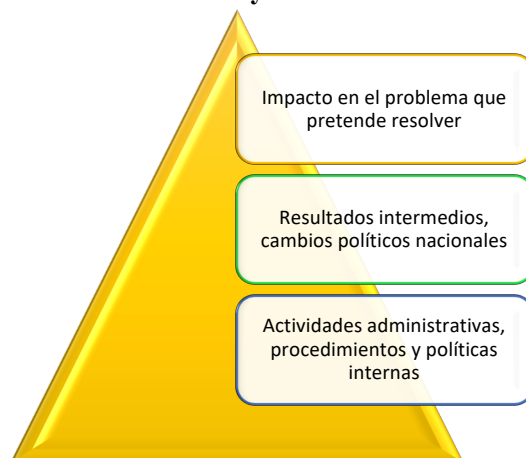 Impacto en el problema que
pretende resolver
Resultados intermedios,
cambios políticos nacionales
Actividades administrativas,
procedimientos y políticas
internas